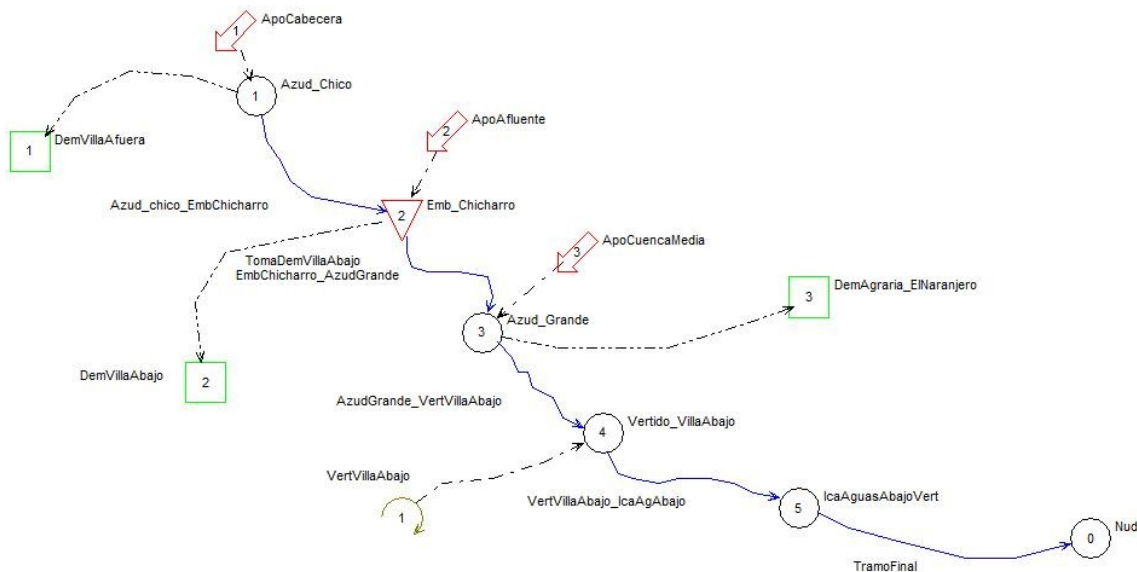 ApoCabecera
1
Azud_Chico
1
ApoAfluente
2
DemVillaAfuera
1
Azud_chico_EmbChicharro
Emb_Chicharro
2
ApoCuencaMedia
3
TomaDemVillaAbajo
EmbChicharro_AzudGrande
DemAgraria_ElNaranjero
3
Azud_Grande
3
DemVillaAbajo
2
AzudGrande_VertVillaAbajo
Vertido_VillaAbajo
4
VertVillaAbajo
1
VertVillaAbajo_IcaAgAbajo
IcaAguasAbajoVert
5
Nud
0
TramoFinal